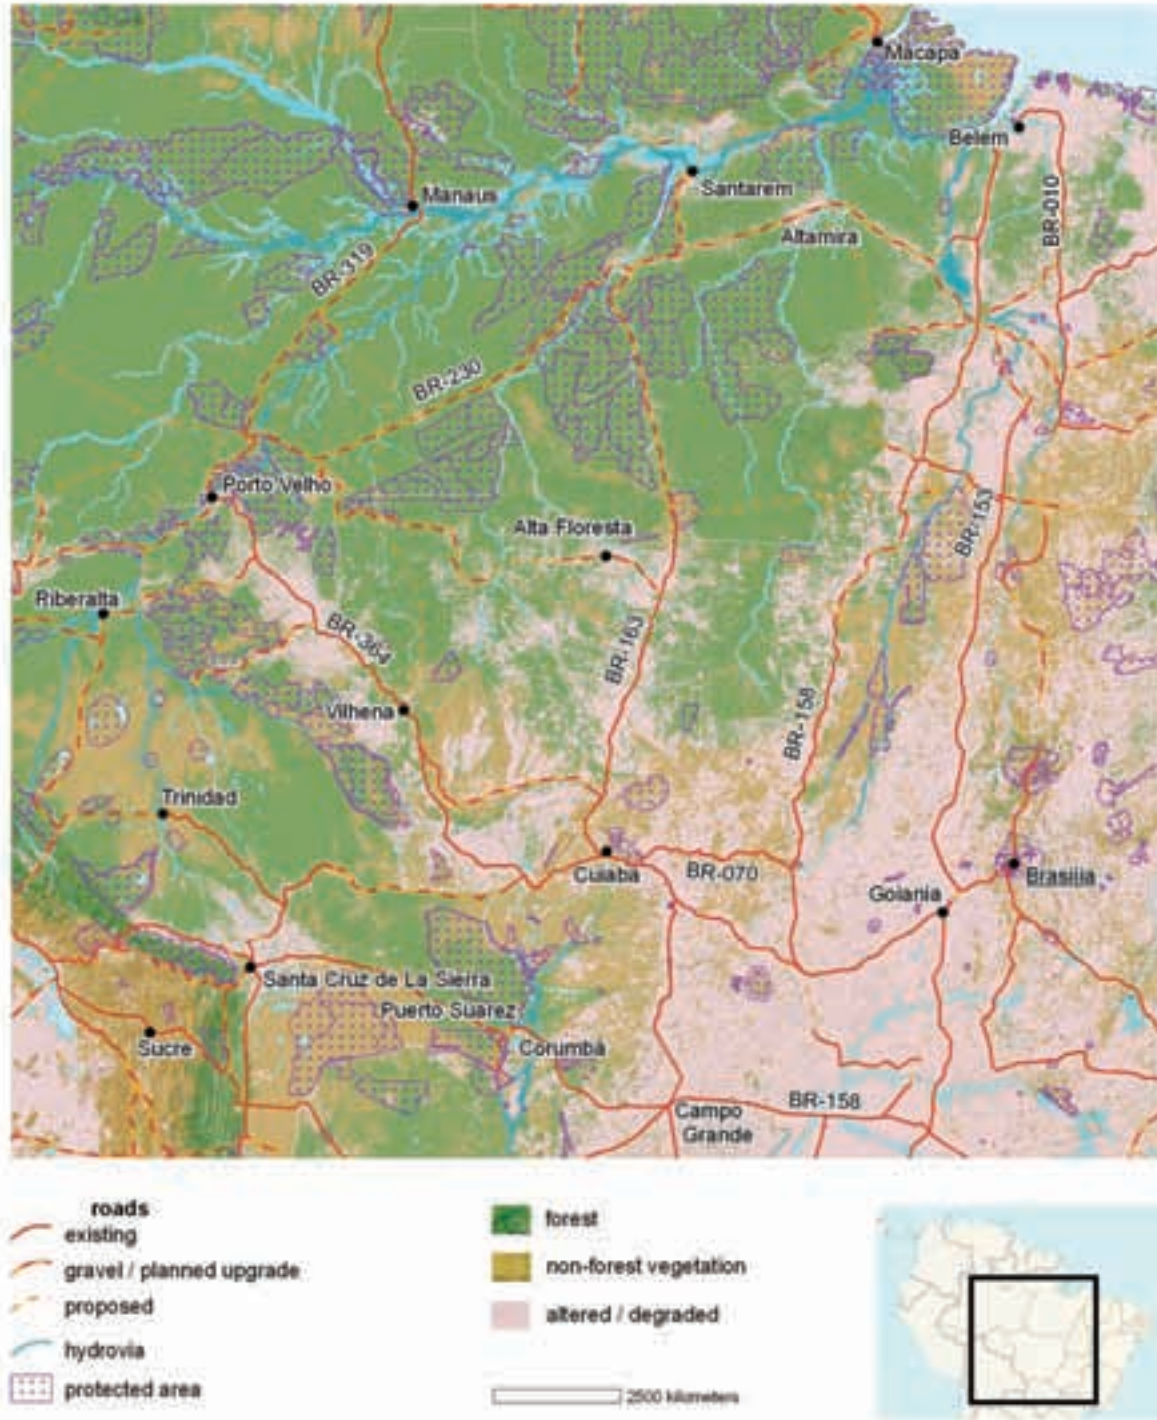 Macapa
Belem
Manaus
Santarem
BR-010
Altamira
BR-319
BR-230
Porto Velho
Alta Floresta
BR-153
Riberalta
BR-364
BR-163
Vilhena
BR-158
Trinidad
Cuiaba
BR-070
Goiania
Brasilia
Santa Cruz de La Sierra
Puerto Suarez
Sucre
Corumba
BR-158
Campo
Grande
roads
existing
gravel / planned upgrade
proposed
hydrovia
protected area
forest
non-forest vegetation
altered / degraded
2500 kilometers